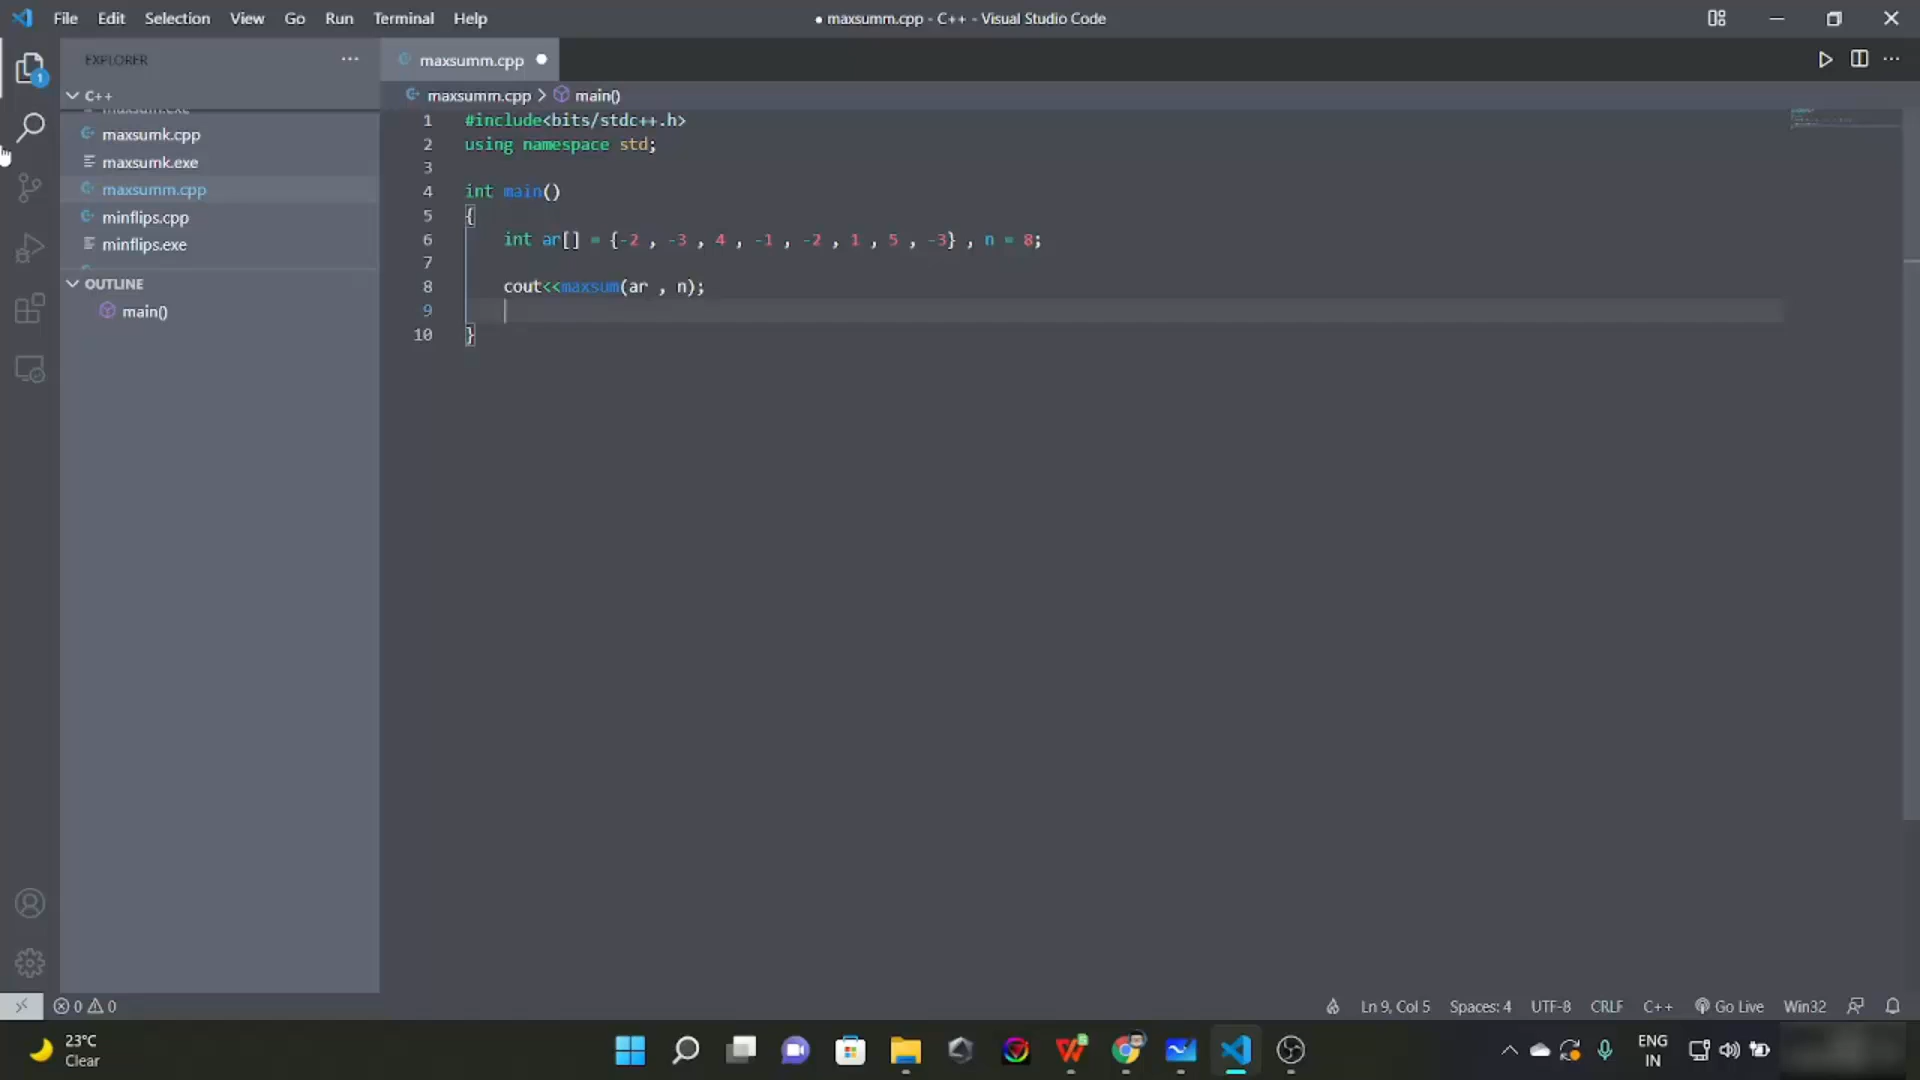 File Edit Selection View Go Run Terminal Help
● maxsumm.cpp - C++ - Visual Studio Code
EXPLORER
1
maxsumm.cpp
C++
maxsumm.cpp > main()
maxsum.exe
maxsumk.cpp
maxsumk.exe
maxsumm.cpp
minflips.cpp
minflips.exe
OUTLINE
main()
1 #include<bits/stdc++.h>
2 using namespace std;
3
4 int main()
5 {
6 int ar[] = {-2 , -3 , 4 , -1 , -2 , 1 , 5 , -3} , n = 8;
7
8 cout<<maxsum(ar , n);
9
10 }
0 0
Ln 9, Col 5 Spaces: 4 UTF-8 CRLF C++ Go Live Win32
23°C
Clear
ENG
IN